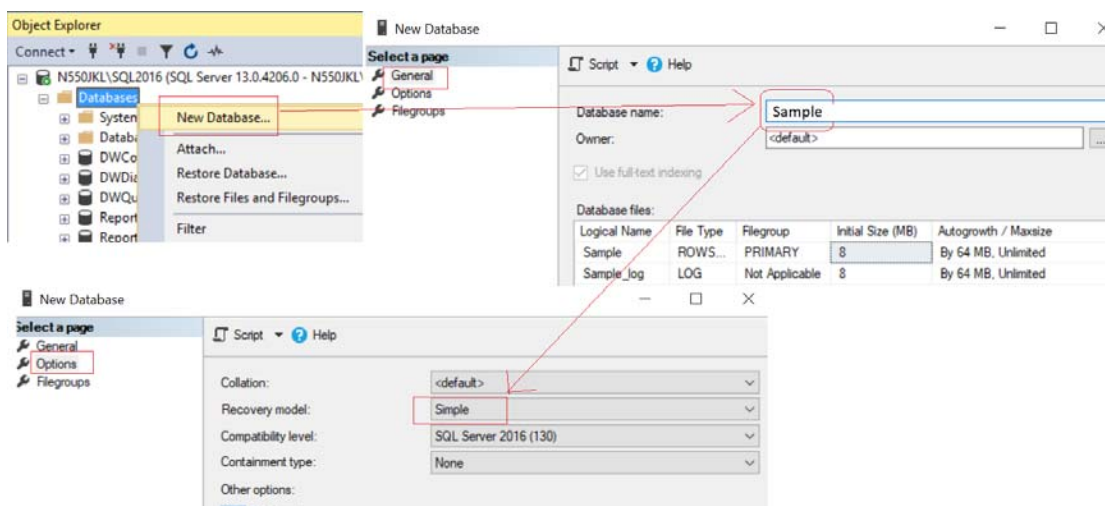 Object Explorer
Connect
N550JKL\SQL2016 (SQL Server 13.0.4206.0 - N550JKL\
Databases
System
Databa
DWCo
DWDia
DWQu
Report
Report
New Database...
Attach...
Restore Database...
Restore Files and Filegroups...
Filter
New Database
Select a page
General
Options
Filegroups
Script Help
Database name: Sample
Owner: <default> ...
Use full-text indexing
Database files:
Logical Name File Type Filegroup Initial Size (MB) Autogrowth / Maxsize
Sample ROWS... PRIMARY 8 By 64 MB, Unlimited
Sample_log LOG Not Applicable 8 By 64 MB, Unlimited
New Database
Select a page
General
Options
Filegroups
Script Help
Collation: <default>
Recovery model: Simple
Compatibility level: SQL Server 2016 (130)
Containment type: None
Other options: